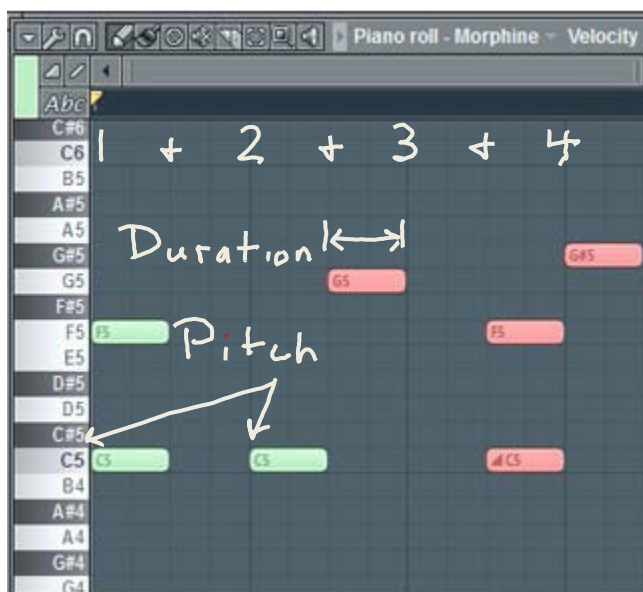 Piano roll - Morphine Velocity
Abc
C#6
C6 1 + 2 + 3 + 4
B5
A#5
A5
Duration
G#5 G#5
G5 G5
F#5
F5 F5 F5
Pitch
E5
D#5
D5
C#5
C5 C5 C5 C5
B4
A#4
A4
G#4
G4